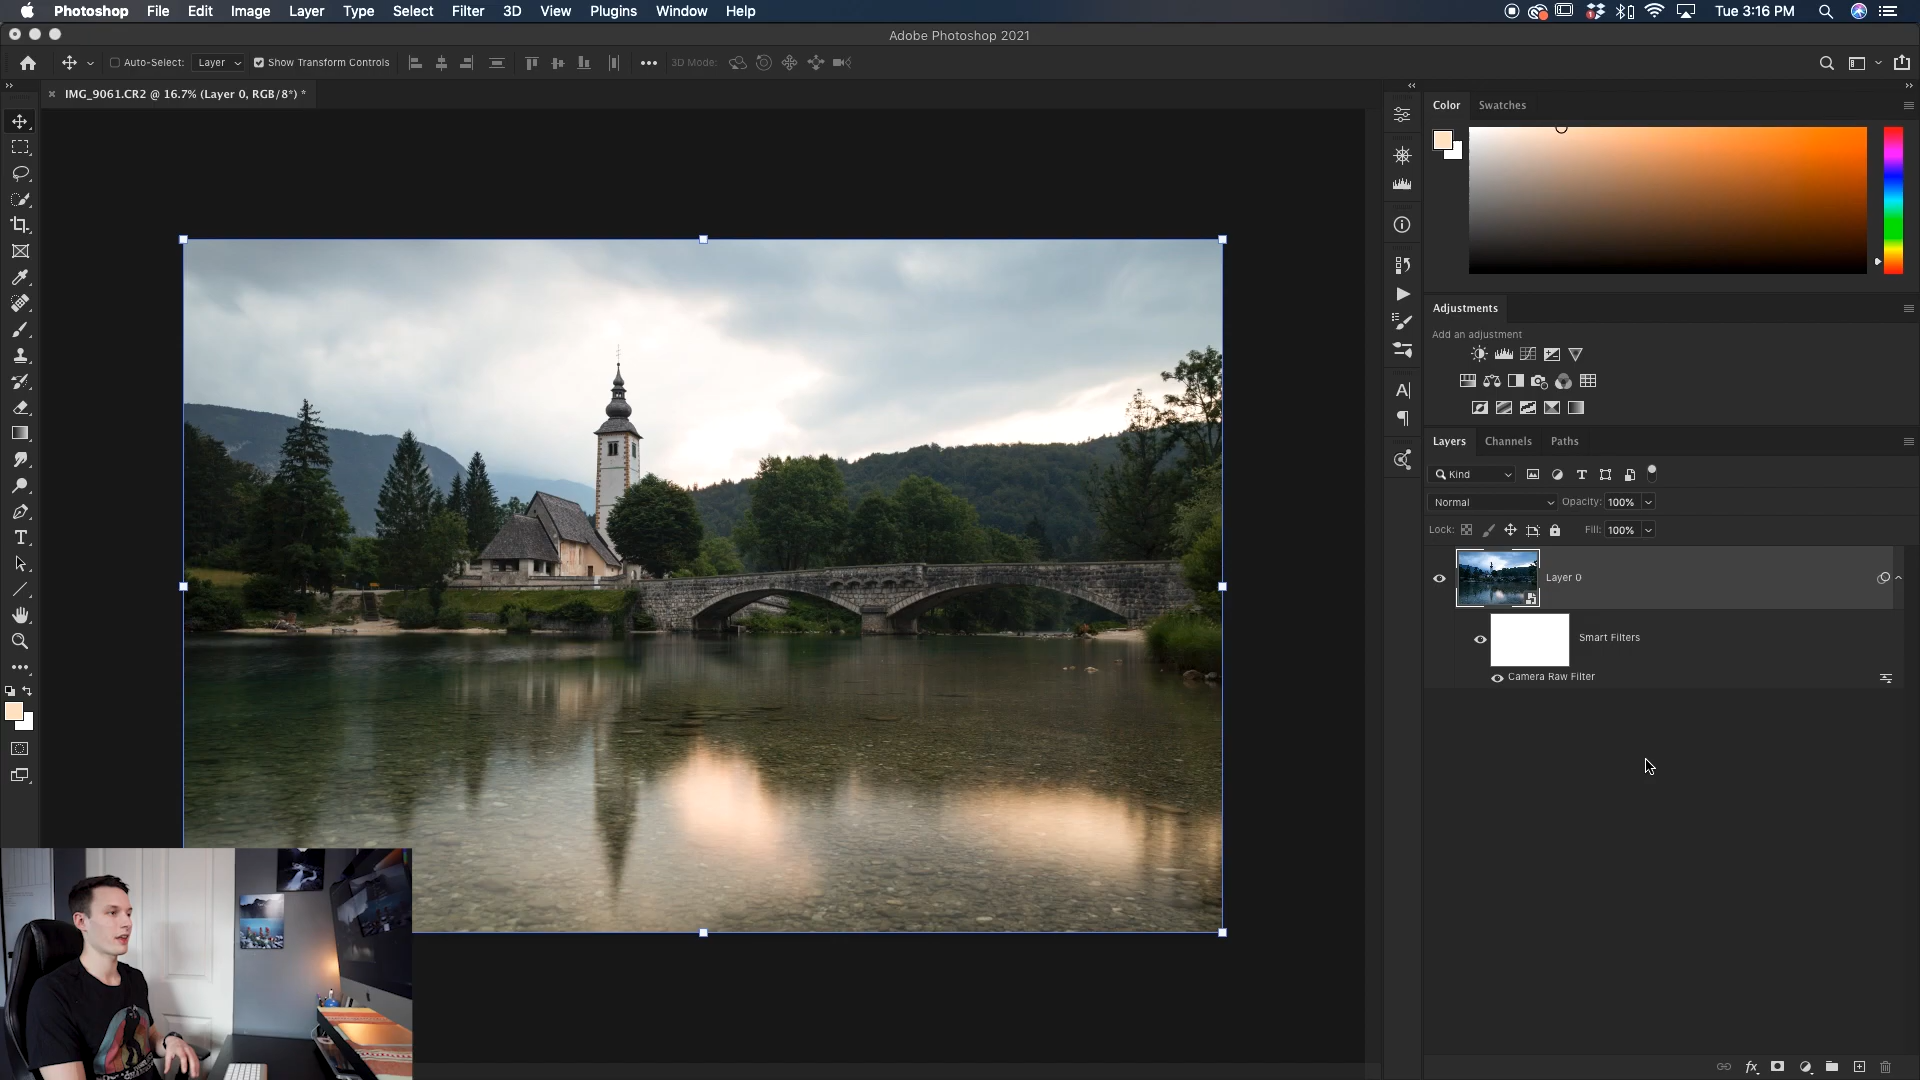 Photoshop File Edit Image Layer Type Select Filter 3D View Plugins Window Help Tue 3:16 PM
Adobe Photoshop 2021
Auto-Select: Layer Show Transform Controls 3D Mode:
IMG_9061.CR2 @ 16.7% (Layer 0, RGB/8*) *
Color Swatches
Adjustments
Add an adjustment
Layers Channels Paths
Kind
Normal Opacity: 100%
Lock: Fill: 100%
Layer 0
Smart Filters
Camera Raw Filter